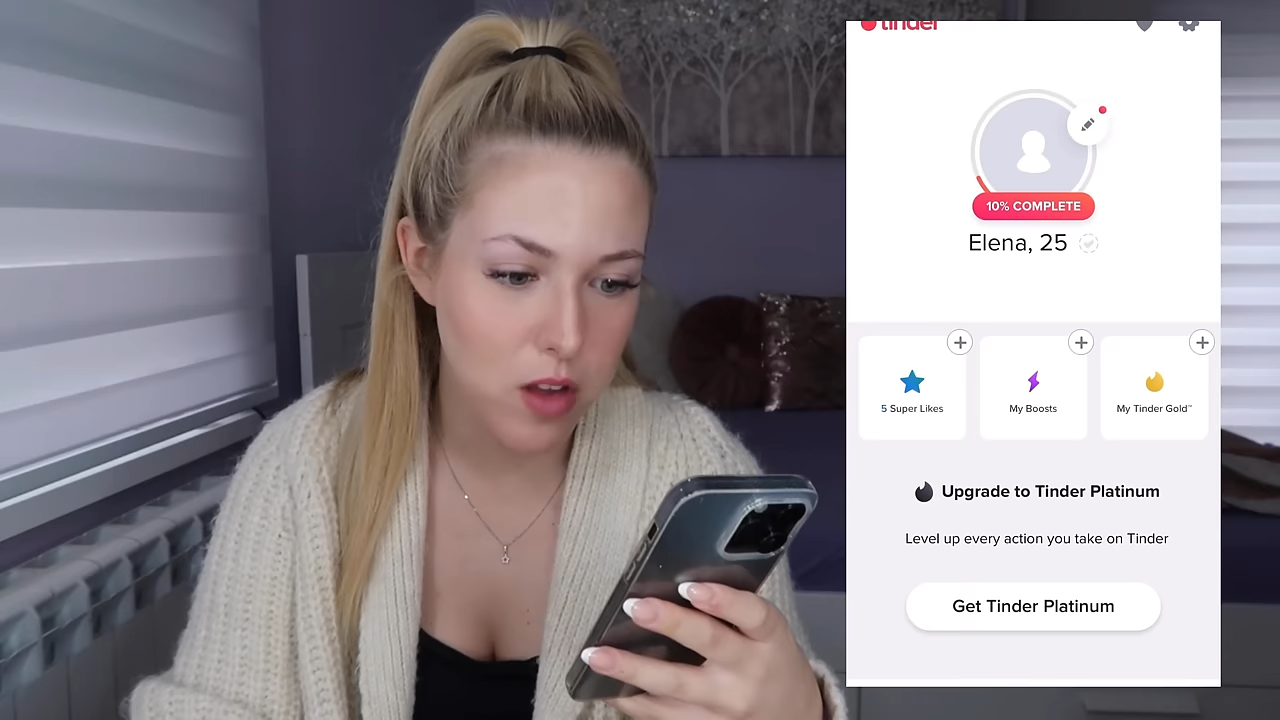 tinder
10% COMPLETE
Elena, 25
5 Super Likes
My Boosts
My Tinder Gold™
Upgrade to Tinder Platinum
Level up every action you take on Tinder
Get Tinder Platinum